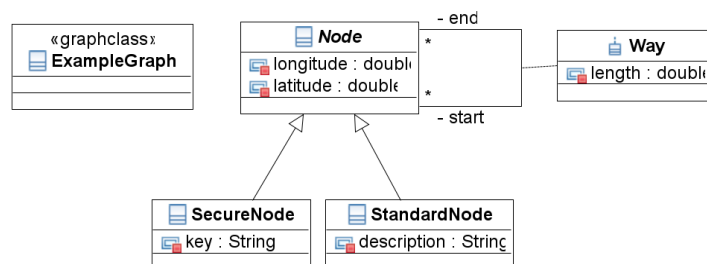 «graphclass»
ExampleGraph
Node
longitude : double
latitude : double
- end
*
*
- start
Way
length : double
SecureNode
key : String
StandardNode
description : String